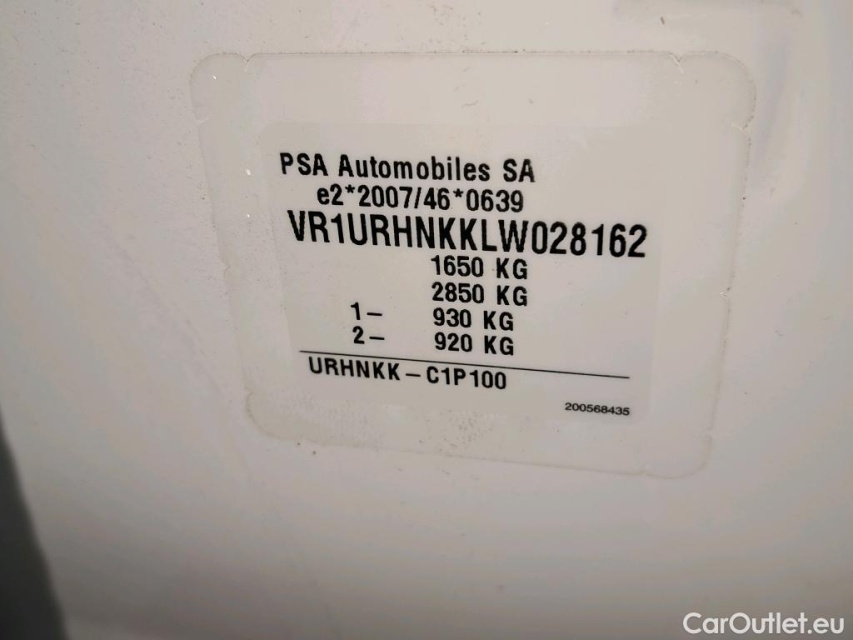 PSA Automobiles SA
e2*2007/46*0639
VR1URHNKKLW028162
1650 KG
2850 KG
1– 930 KG
2– 920 KG
URHNKK – C1P100
200568435
CarOutlet.eu